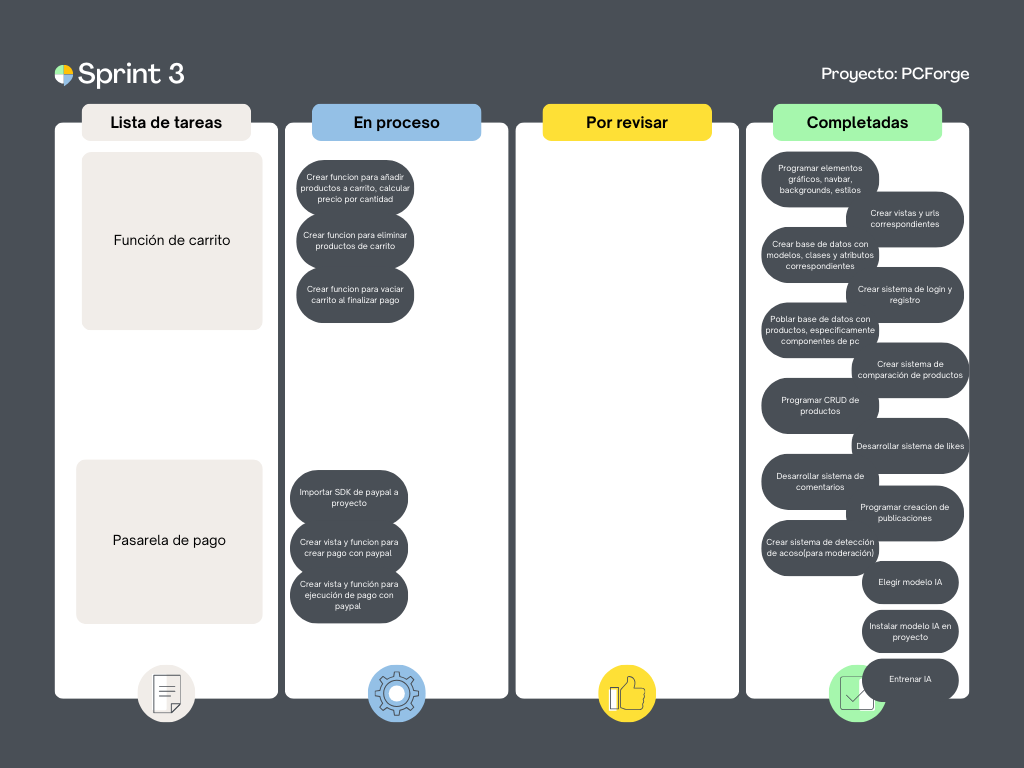 Sprint 3
Proyecto: PCForge
Lista de tareas
Función de carrito
Pasarela de pago
En proceso
Crear funcion para añadir
productos a carrito, calcular
precio por cantidad
Crear funcion para eliminar
productos de carrito
Crear funcion para vaciar
carrito al finalizar pago
Importar SDK de paypal a
proyecto
Crear vista y funcion para
crear pago con paypal
Crear vista y función para
ejecución de pago con
paypal
Por revisar
Completadas
Programar elementos
gráficos, navbar,
backgrounds, estilos
Crear vistas y urls
correspondientes
Crear base de datos con
modelos, clases y atributos
correspondientes
Crear sistema de login y
registro
Poblar base de datos con
productos, especificamente
componentes de pc
Crear sistema de
comparación de productos
Programar CRUD de
productos
Desarrollar sistema de likes
Desarrollar sistema de
comentarios
Programar creacion de
publicaciones
Crear sistema de detección
de acoso(para moderación)
Elegir modelo IA
Instalar modelo IA en
proyecto
Entrenar IA